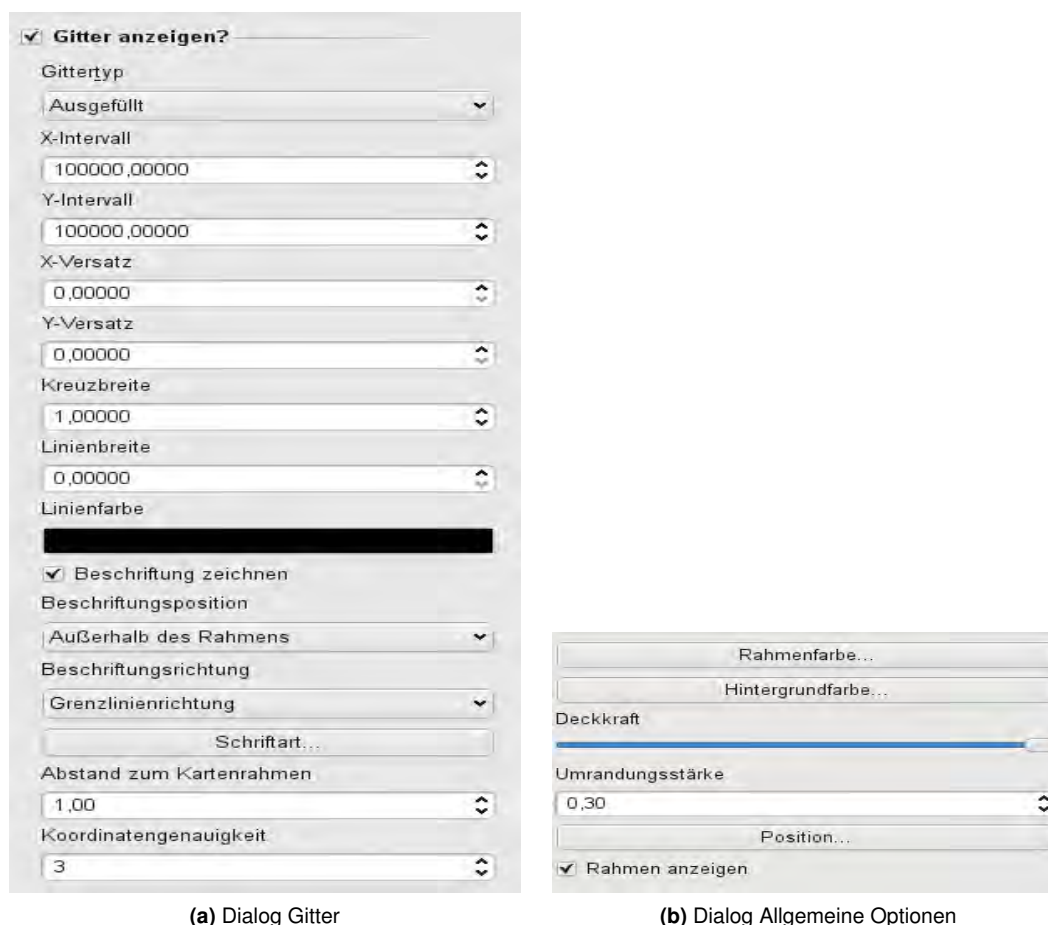 Gitter anzeigen?
Gittertyp
Ausgefüllt
X-Intervall
100000,00000
Y-Intervall
100000,00000
X-Versatz
0,00000
Y-Versatz
0,00000
Kreuzbreite
1,00000
Linienbreite
0,00000
Linienfarbe
Beschriftung zeichnen
Beschriftungsposition
Außerhalb des Rahmens
Beschriftungsrichtung
Grenzlinienrichtung
Schriftart...
Abstand zum Kartenrahmen
1,00
Koordinatengenauigkeit
3
(a) Dialog Gitter
Rahmenfarbe...
Hintergrundfarbe...
Deckkraft
Umrandungsstärke
0,30
Position...
Rahmen anzeigen
(b) Dialog Allgemeine Optionen